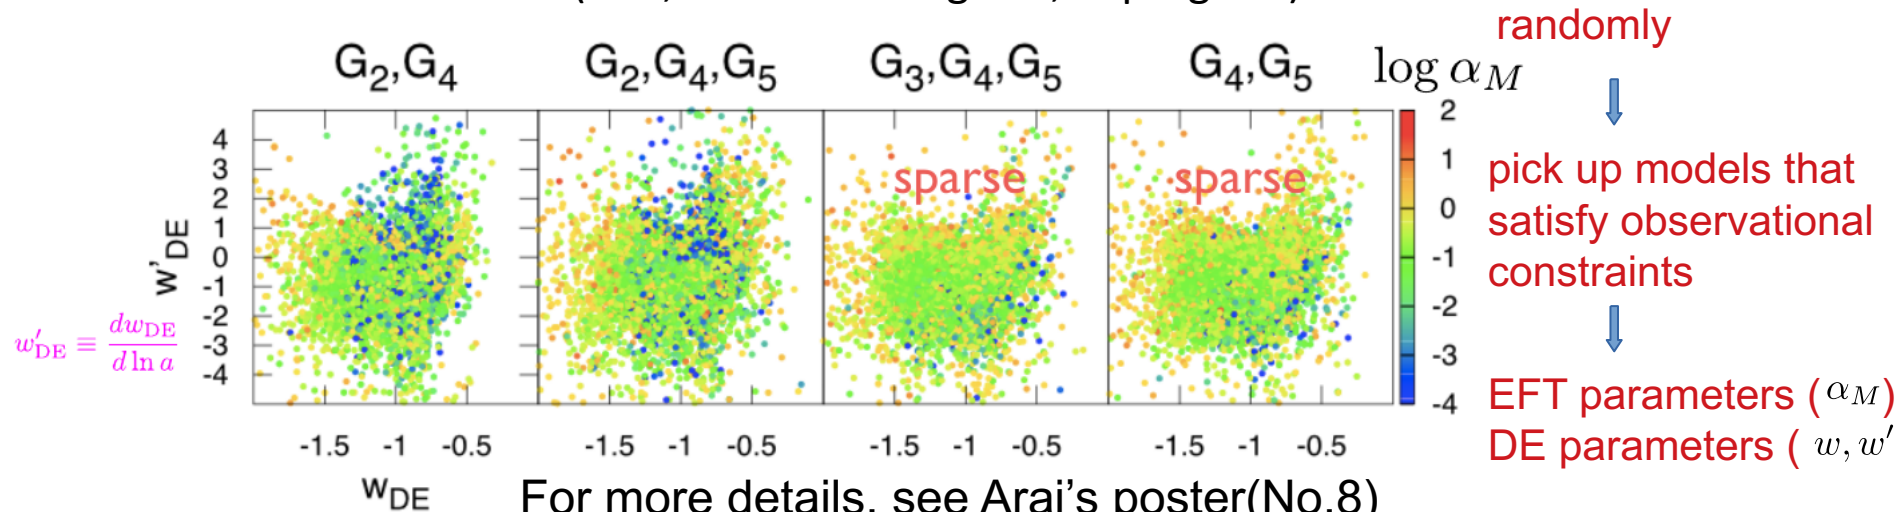 randomly
G2,G4
G2,G4,G5
G3,G4,G5
G4,G5
log αM
4
3
2
1
0
-1
-2
-3
-4
w'DE
w′DE ≡ dwDE / d ln a
sparse
sparse
2
1
0
-1
-2
-3
-4
-1.5 -1 -0.5
-1.5 -1 -0.5
-1.5 -1 -0.5
-1.5 -1 -0.5
wDE
pick up models that
satisfy observational
constraints
EFT parameters (αM)
DE parameters ( w, w′
For more details, see Arai's poster(No.8)